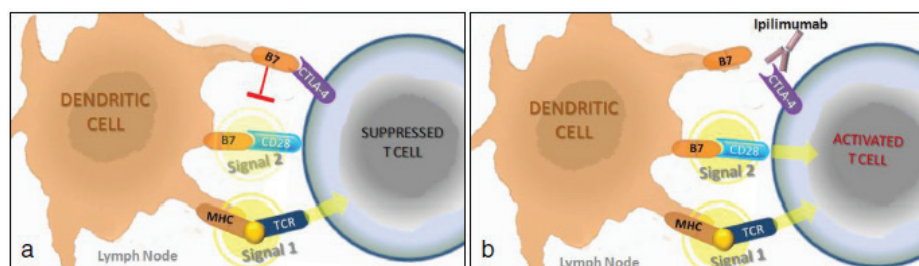 B7
CTLA-4
DENDRITIC
CELL
SUPPRESSED
T CELL
B7
CD28
Signal 2
MHC
TCR
Signal 1
a
Lymph Node
Ipilimumab
B7
CTLA-4
DENDRITIC
CELL
ACTIVATED
T CELL
B7
CD28
Signal 2
MHC
TCR
Signal 1
b
Lymph Node